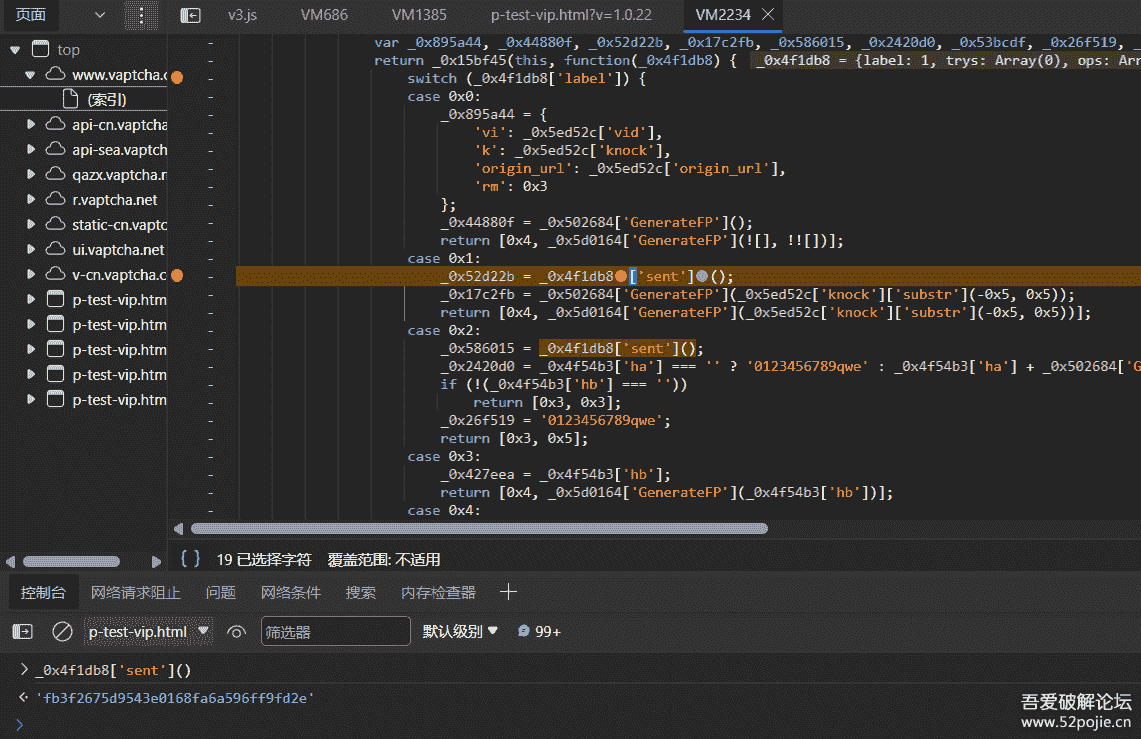 页面
v3.js VM686 VM1385 p-test-vip.html?v=1.0.22 VM2234
top
www.vaptcha.c
(索引)
api-cn.vaptcha
api-sea.vaptch
qazx.vaptcha.n
r.vaptcha.net
static-cn.vaptc
ui.vaptcha.net
v-cn.vaptcha.c
p-test-vip.htm
p-test-vip.htm
p-test-vip.htm
p-test-vip.htm
p-test-vip.htm
var _0x895a44, _0x44880f, _0x52d22b, _0x17c2fb, _0x586015, _0x2420d0, _0x53bcdf, _0x26f519, _
return _0x15bf45(this, function(_0x4f1db8) { _0x4f1db8 = {label: 1, trys: Array(0), ops: Arr
switch (_0x4f1db8['label']) {
case 0x0:
_0x895a44 = {
'vi': _0x5ed52c['vid'],
'k': _0x5ed52c['knock'],
'origin_url': _0x5ed52c['origin_url'],
'rm': 0x3
};
_0x44880f = _0x502684['GenerateFP']();
return [0x4, _0x5d0164['GenerateFP'](![], !![])];
case 0x1:
_0x52d22b = _0x4f1db8['sent']();
_0x17c2fb = _0x502684['GenerateFP'](_0x5ed52c['knock']['substr'](-0x5, 0x5));
return [0x4, _0x5d0164['GenerateFP'](_0x5ed52c['knock']['substr'](-0x5, 0x5))];
case 0x2:
_0x586015 = _0x4f1db8['sent']();
_0x2420d0 = _0x4f54b3['ha'] === '' ? '0123456789qwe' : _0x4f54b3['ha'] + _0x502684['G
if (!(_0x4f54b3['hb'] === ''))
return [0x3, 0x3];
_0x26f519 = '0123456789qwe';
return [0x3, 0x5];
case 0x3:
_0x427eea = _0x4f54b3['hb'];
return [0x4, _0x5d0164['GenerateFP'](_0x4f54b3['hb'])];
case 0x4:
{ } 19 已选择字符 覆盖范围: 不适用
控制台 网络请求阻止 问题 网络条件 搜索 内存检查器
p-test-vip.html 筛选器 默认级别 99+
_0x4f1db8['sent']()
'fb3f2675d9543e0168fa6a596ff9fd2e'
吾爱破解论坛
www.52pojie.cn